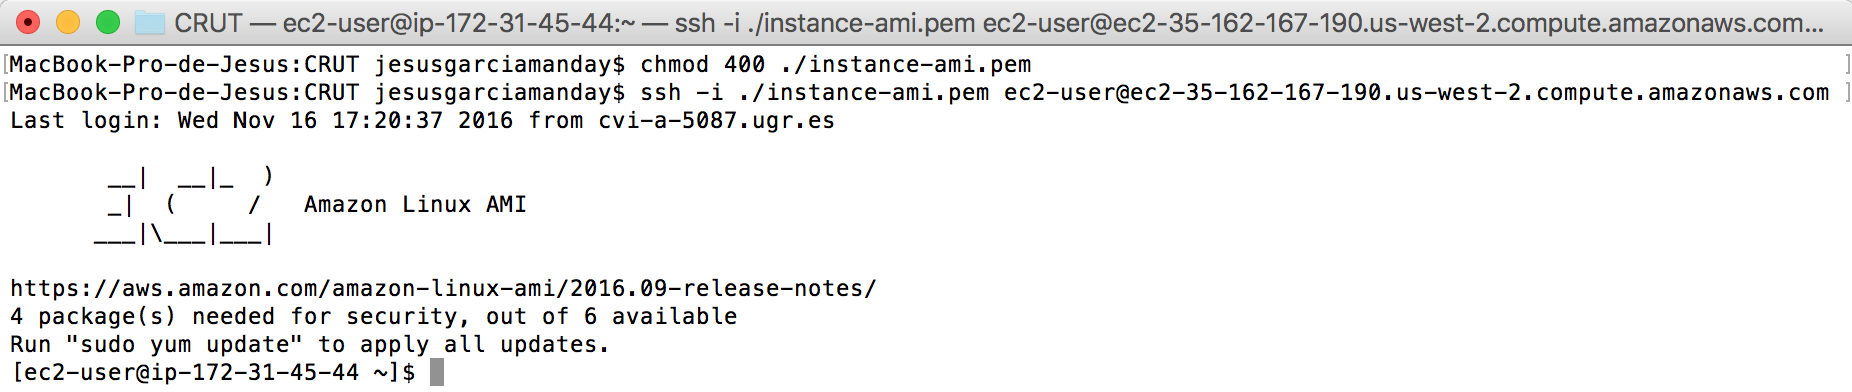 CRUT — ec2-user@ip-172-31-45-44:~ — ssh -i ./instance-ami.pem ec2-user@ec2-35-162-167-190.us-west-2.compute.amazonaws.com...
[MacBook-Pro-de-Jesus:CRUT jesusgarciamanday$ chmod 400 ./instance-ami.pem ]
[MacBook-Pro-de-Jesus:CRUT jesusgarciamanday$ ssh -i ./instance-ami.pem ec2-user@ec2-35-162-167-190.us-west-2.compute.amazonaws.com ]
Last login: Wed Nov 16 17:20:37 2016 from cvi-a-5087.ugr.es
       __|  __|_  )
       _|  (     /   Amazon Linux AMI
      ___|\___|___|
https://aws.amazon.com/amazon-linux-ami/2016.09-release-notes/
4 package(s) needed for security, out of 6 available
Run "sudo yum update" to apply all updates.
[ec2-user@ip-172-31-45-44 ~]$